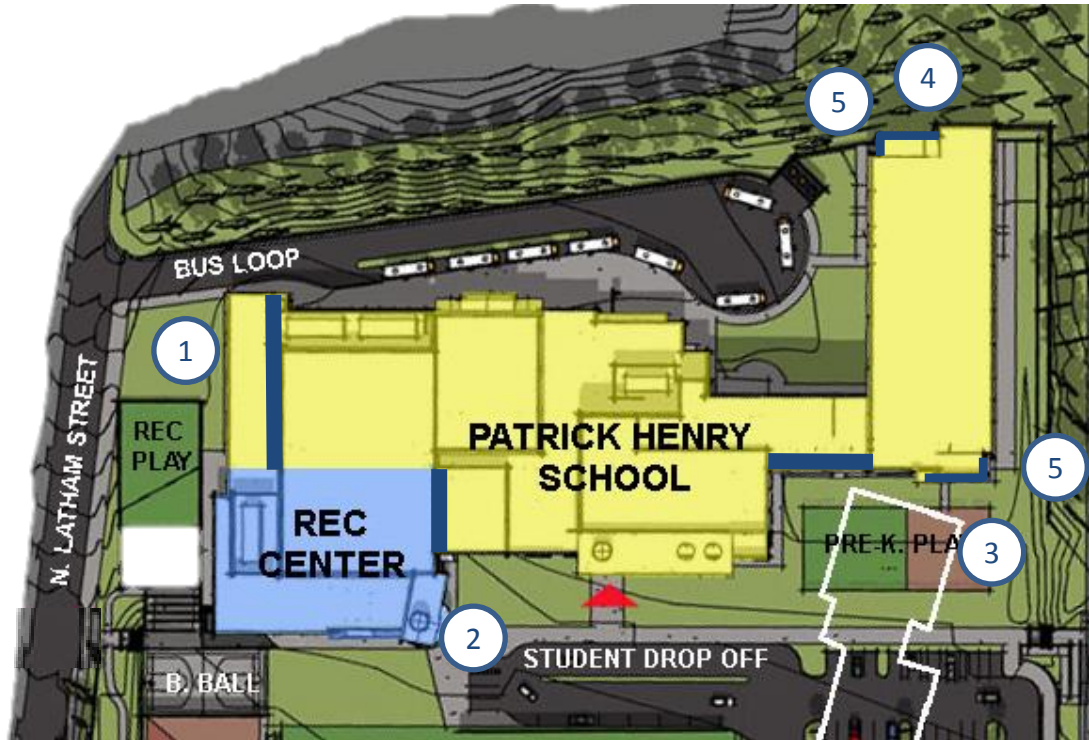 5
4
BUS LOOP
1
N. LATHAM STREET
REC
PLAY
PATRICK HENRY
SCHOOL
5
REC
CENTER
PRE-K. PLA
3
2
STUDENT DROP OFF
B. BALL